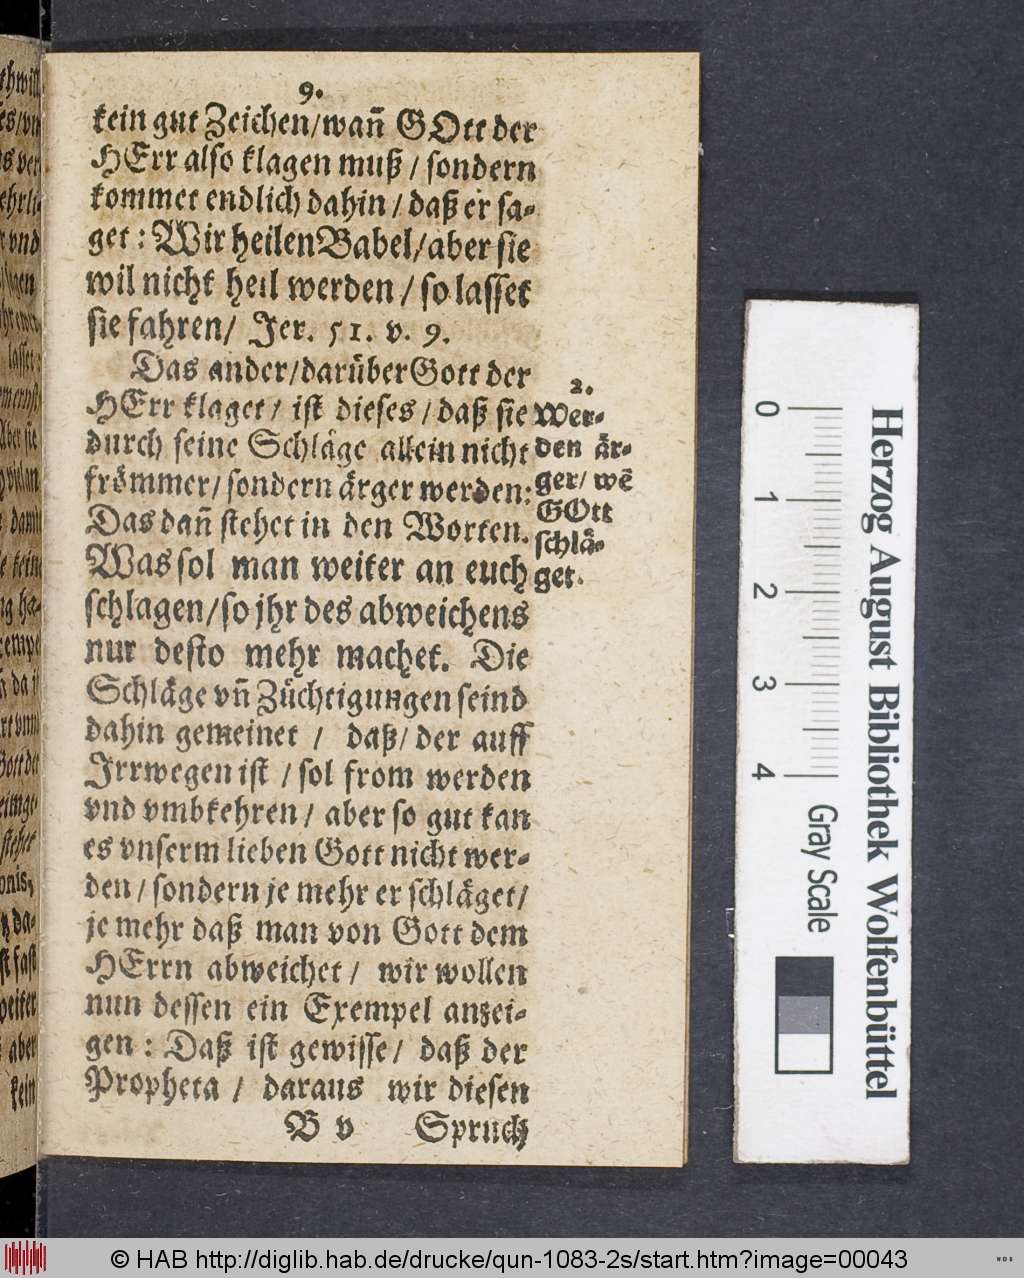 9.
kein gut Zeichen/wañ GOtt der
HErr also klagen muß / sondern
kommet endlich dahin / daß er sa-
get : Wir heilen Babel/aber sie
wil nicht heil werden / so lasset
sie fahren/ Jer. 51. v. 9.
Das ander/darüber Gott der
HErr klaget/ ist dieses/daß sie
durch seine Schläge allein nicht
frömmer/sondern ärger werden:
Das dañ stehet in den Worten.
Was sol man weiter an euch
schlagen/so jhr des abweichens
nur desto mehr machet. Die
Schläge vñ Züchtigungen seind
dahin gemeinet / daß/ der auff
Irrwegen ist / sol from werden
vnd vmbkehren / aber so gut kan
es vnserm lieben Gott nicht wer-
den / sondern je mehr er schläget/
je mehr daß man von Gott dem
HErrn abweichet / wir wollen
nun dessen ein Exempel anzei-
gen : Daß ist gewisse / daß der
Propheta / daraus wir diesen
B v Spruch
2.
Wer-
den är-
ger/ wẽ
GOtt
schlä-
get.
0 1 2 3 4
Gray Scale
Herzog August Bibliothek Wolfenbüttel
© HAB http://diglib.hab.de/drucke/qun-1083-2s/start.htm?image=00043